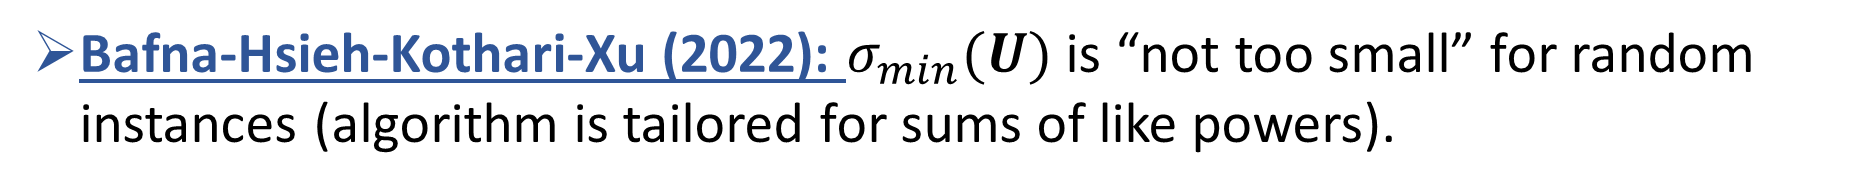 ➢Bafna-Hsieh-Kothari-Xu (2022): σ_min(U) is “not too small” for random
instances (algorithm is tailored for sums of like powers).